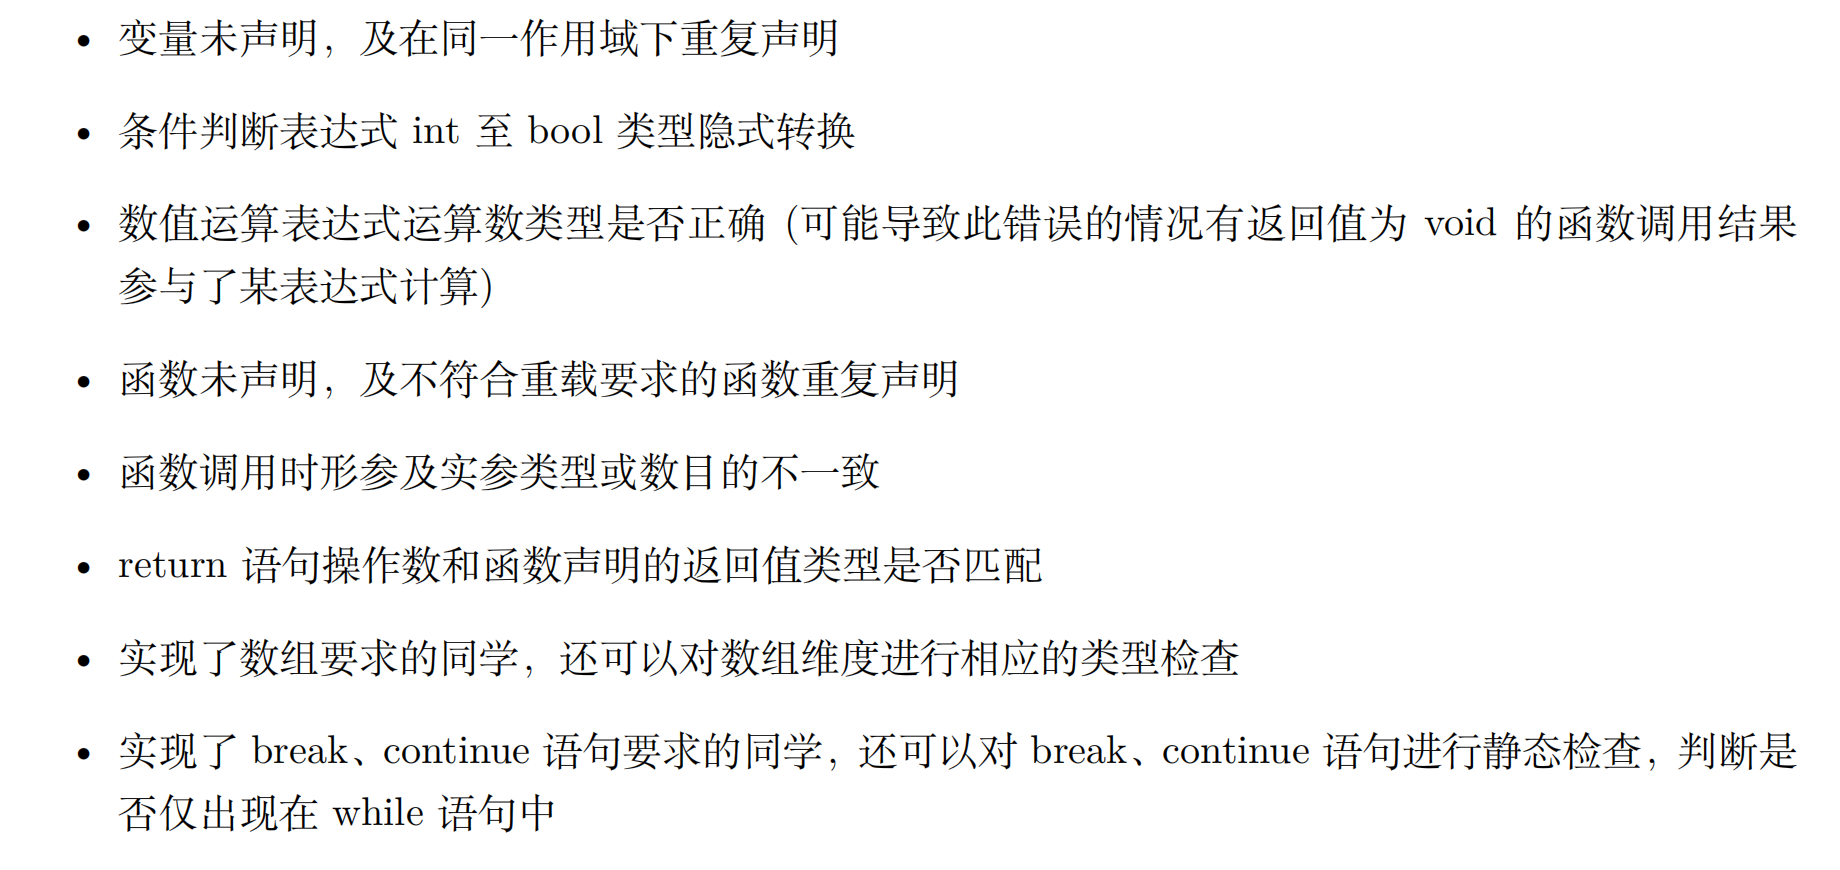 • 变量未声明，及在同一作用域下重复声明
• 条件判断表达式 int 至 bool 类型隐式转换
• 数值运算表达式运算数类型是否正确 (可能导致此错误的情况有返回值为 void 的函数调用结果
参与了某表达式计算)
• 函数未声明，及不符合重载要求的函数重复声明
• 函数调用时形参及实参类型或数目的不一致
• return 语句操作数和函数声明的返回值类型是否匹配
• 实现了数组要求的同学，还可以对数组维度进行相应的类型检查
• 实现了 break、continue 语句要求的同学，还可以对 break、continue 语句进行静态检查，判断是
否仅出现在 while 语句中